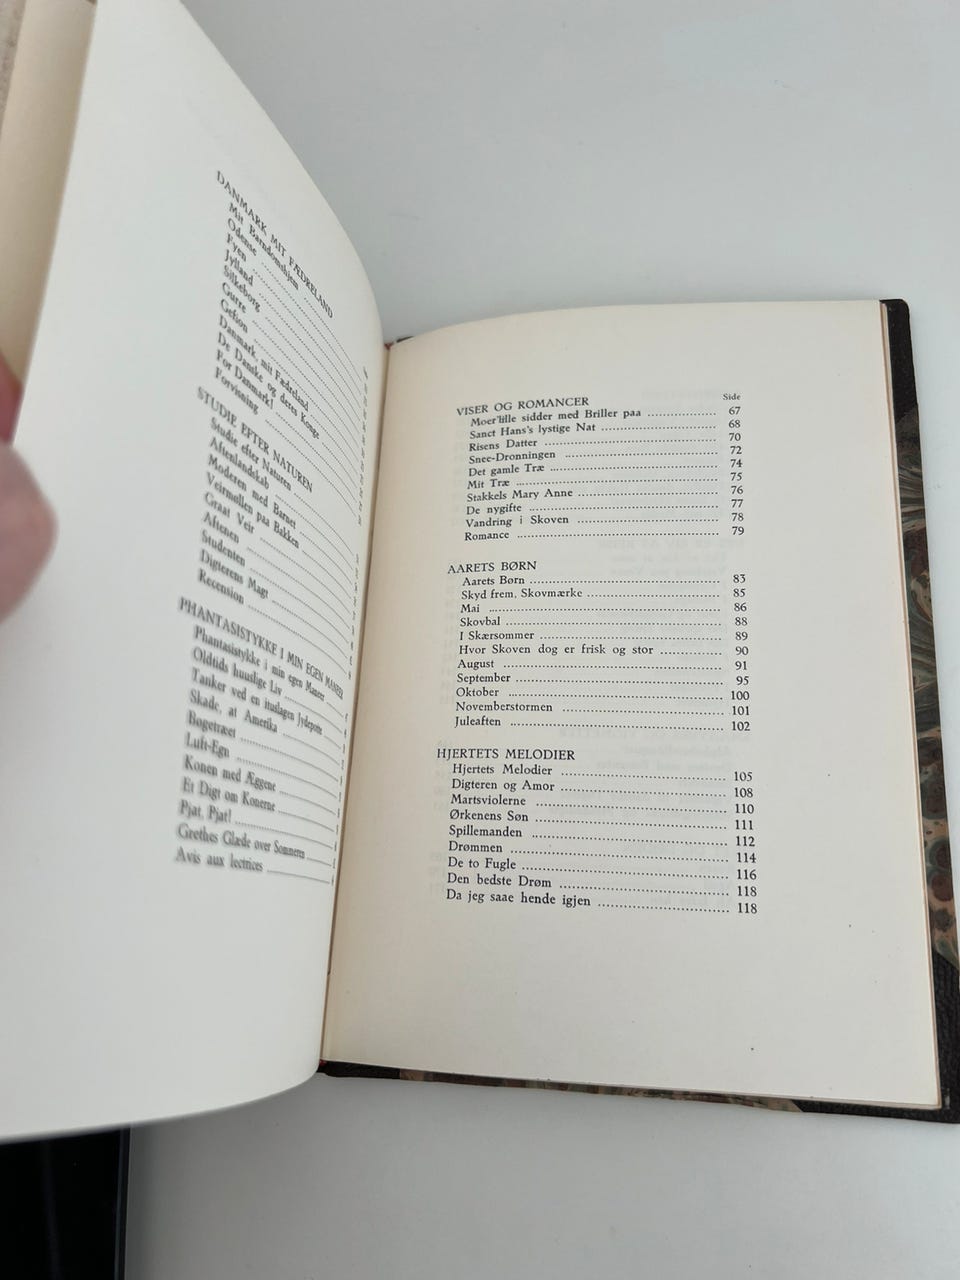 DANMARK MIT FÆDRELAND
Mit Barndomshjem
Odense
Fyen
Jylland
Silkeborg
Gurre
Gefion
Danmark, mit Fædreland
De Danske og deres Konge
For Danmark!
Forvisning
STUDIE EFTER NATUREN
Studie efter Naturen
Aftenlandskab
Moderen med Barnet
Veirmøllen paa Bakken
Graat Veir
Aftenen
Studenten
Digterens Magt
Recension
PHANTASISTYKKE I MIN EGEN MANEER
Phantasistykke i min egen Maneer
Oldtids huuslige Liv
Tanker ved en ituslagen Jydepotte
Skade, at Amerika
Bøgetræet
Luft-Egn
Konen med Æggene
Et Digt om Konerne
Pjat, Pjat!
Grethes Glæde over Sommeren
Avis aux lectrices
Side
VISER OG ROMANCER
Moer'lille sidder med Briller paa 67
Sanct Hans's lystige Nat 68
Risens Datter 70
Snee-Dronningen 72
Det gamle Træ 74
Mit Træ 75
Stakkels Mary Anne 76
De nygifte 77
Vandring i Skoven 78
Romance 79
AARETS BØRN
Aarets Børn 83
Skyd frem, Skovmærke 85
Mai 86
Skovbal 88
I Skærsommer 89
Hvor Skoven dog er frisk og stor 90
August 91
September 95
Oktober 100
Novemberstormen 101
Juleaften 102
HJERTETS MELODIER
Hjertets Melodier 105
Digteren og Amor 108
Martsviolerne 110
Ørkenens Søn 111
Spillemanden 112
Drømmen 114
De to Fugle 116
Den bedste Drøm 118
Da jeg saae hende igjen 118